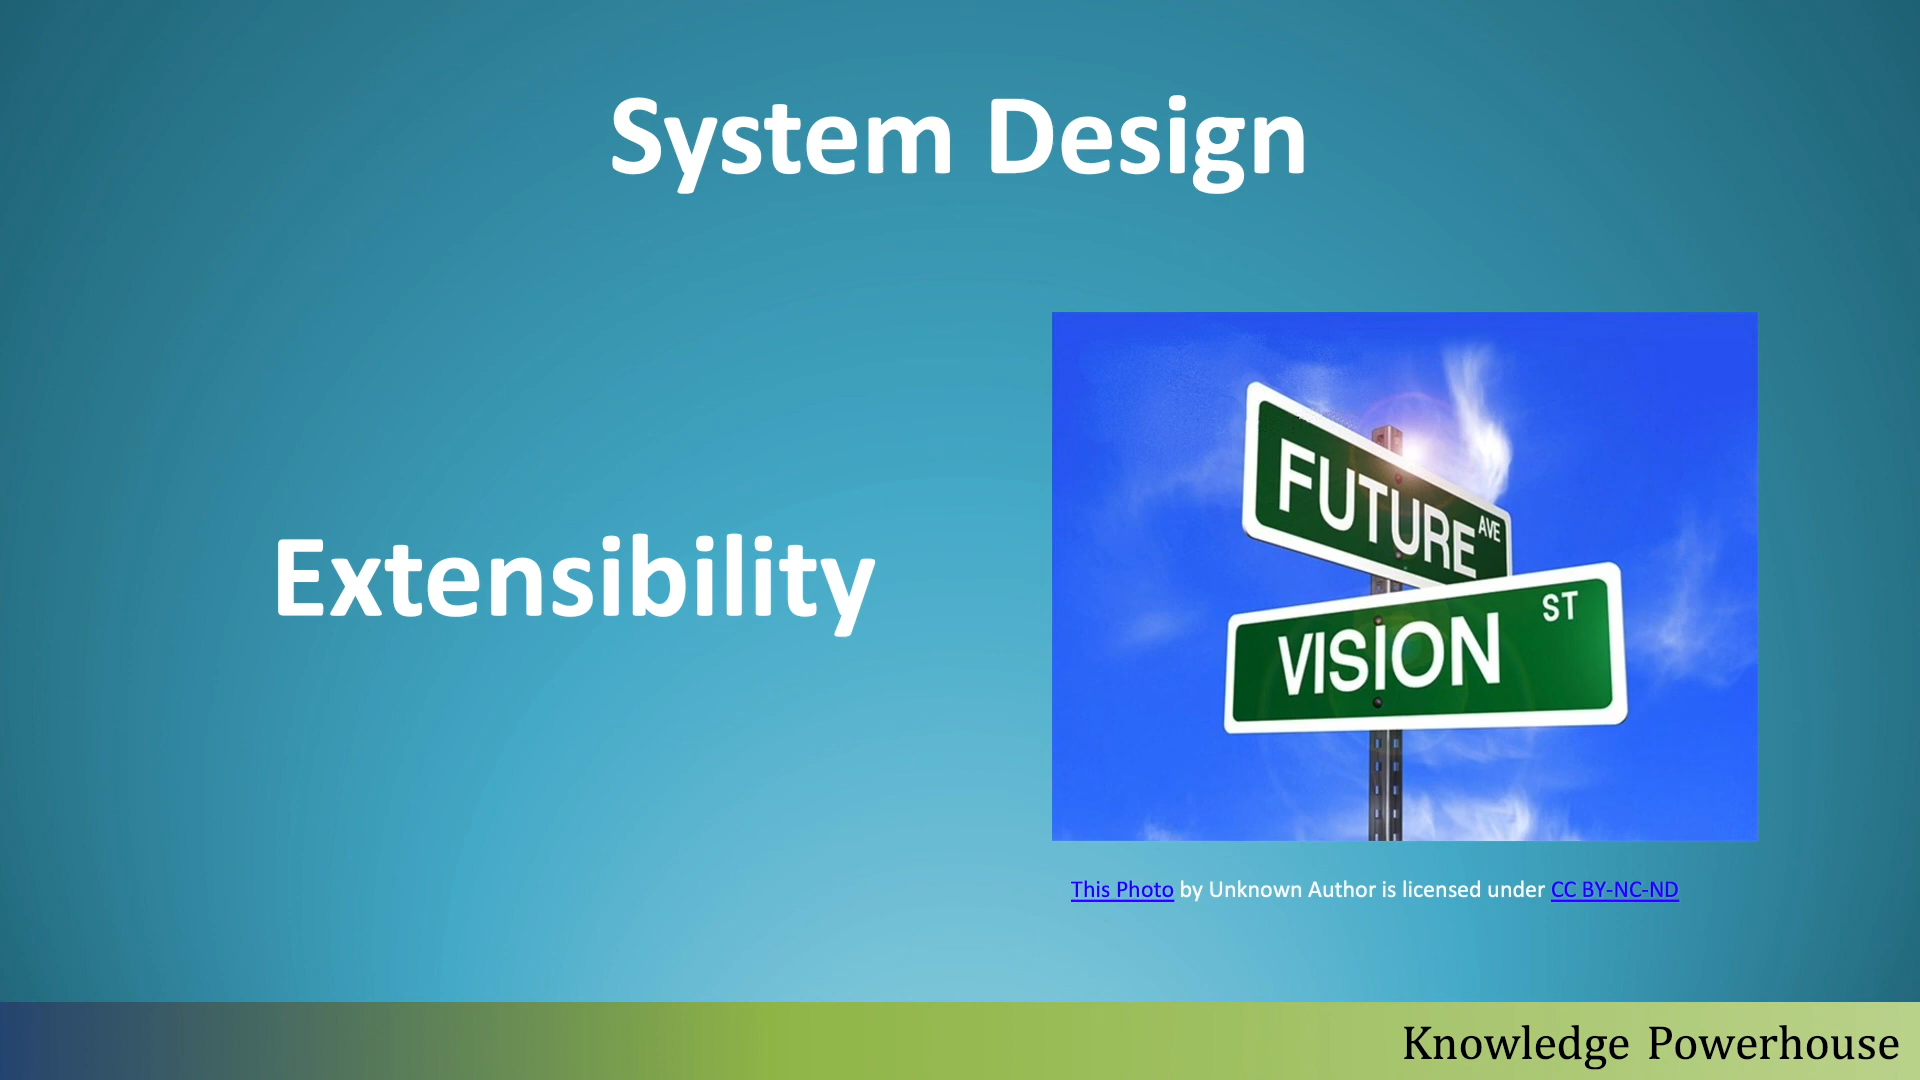 System Design
Extensibility
FUTURE AVE
VISION ST
This Photo by Unknown Author is licensed under CC BY-NC-ND
Knowledge Powerhouse